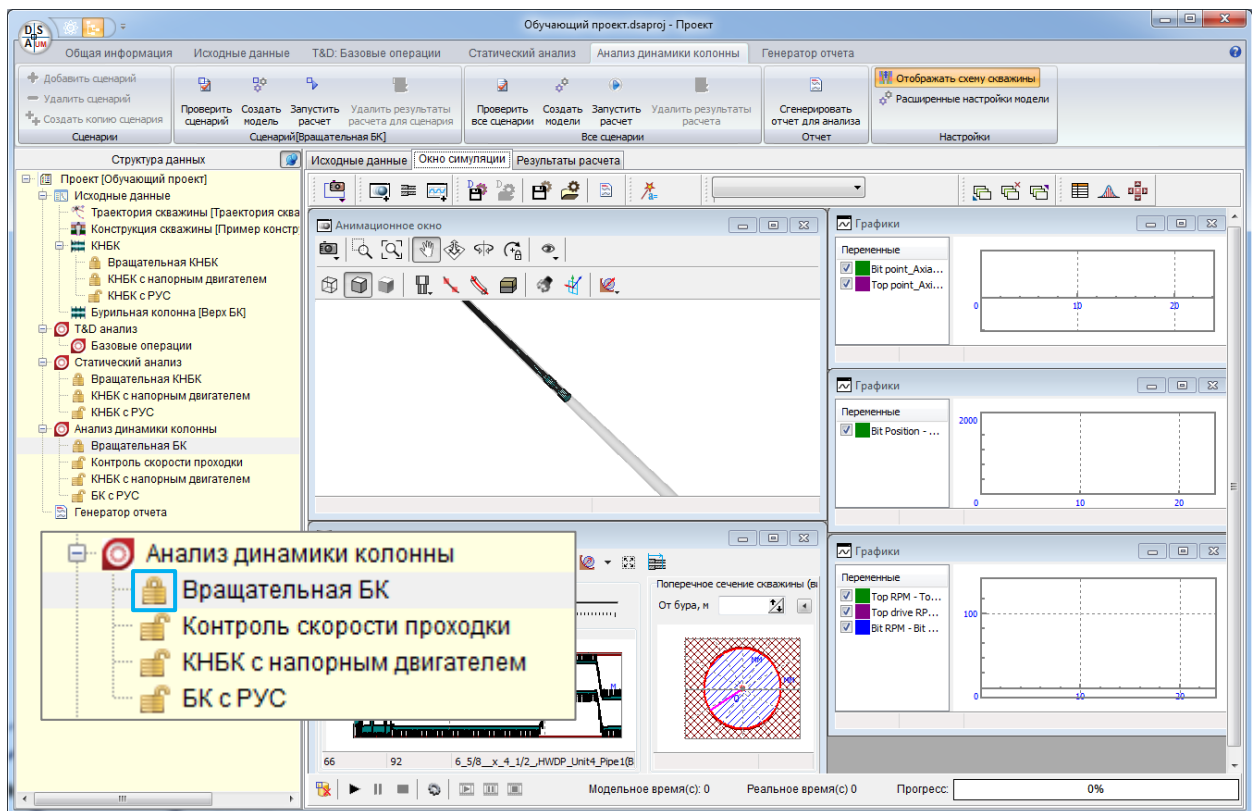 Обучающий проект.dsaproj - Проект
D S
A UM
Общая информация Исходные данные T&D: Базовые операции Статический анализ Анализ динамики колонны Генератор отчета
Добавить сценарий
Удалить сценарий
Создать копию сценария
Сценарии
Проверить сценарий
Создать модель
Запустить расчет
Удалить результаты расчета для сценария
Сценарий[Вращательная БК]
Проверить все сценарии
Создать модели
Запустить расчет
Удалить результаты расчета
Все сценарии
Сгенерировать отчет для анализа
Отчет
Отображать схему скважины
Расширенные настройки модели
Настройки
Структура данных
Проект [Обучающий проект]
Исходные данные
Траектория скважины [Траектория сква
Конструкция скважины [Пример констр
КНБК
Вращательная КНБК
КНБК с напорным двигателем
КНБК с РУС
Бурильная колонна [Верх БК]
T&D анализ
Базовые операции
Статический анализ
Вращательная КНБК
КНБК с напорным двигателем
КНБК с РУС
Анализ динамики колонны
Вращательная БК
Контроль скорости проходки
КНБК с напорным двигателем
БК с РУС
Генератор отчета
Анализ динамики колонны
Вращательная БК
Контроль скорости проходки
КНБК с напорным двигателем
БК с РУС
Исходные данные Окно симуляции Результаты расчета
Анимационное окно
Графики
Переменные
Bit point_Axia...
Top point_Axi...
0 10 20
Графики
Переменные
Bit Position - ...
2000
0 10 20
Графики
Переменные
Top RPM - To...
Top drive RP...
Bit RPM - Bit ...
100
0 10 20
Поперечное сечение скважины (ви
От бура, м
мм
мм
0
м
66 92 6_5/8__x_4_1/2_,HWDP_Unit4_Pipe1(В
Модельное время(с): 0 Реальное время(с) 0 Прогресс: 0%